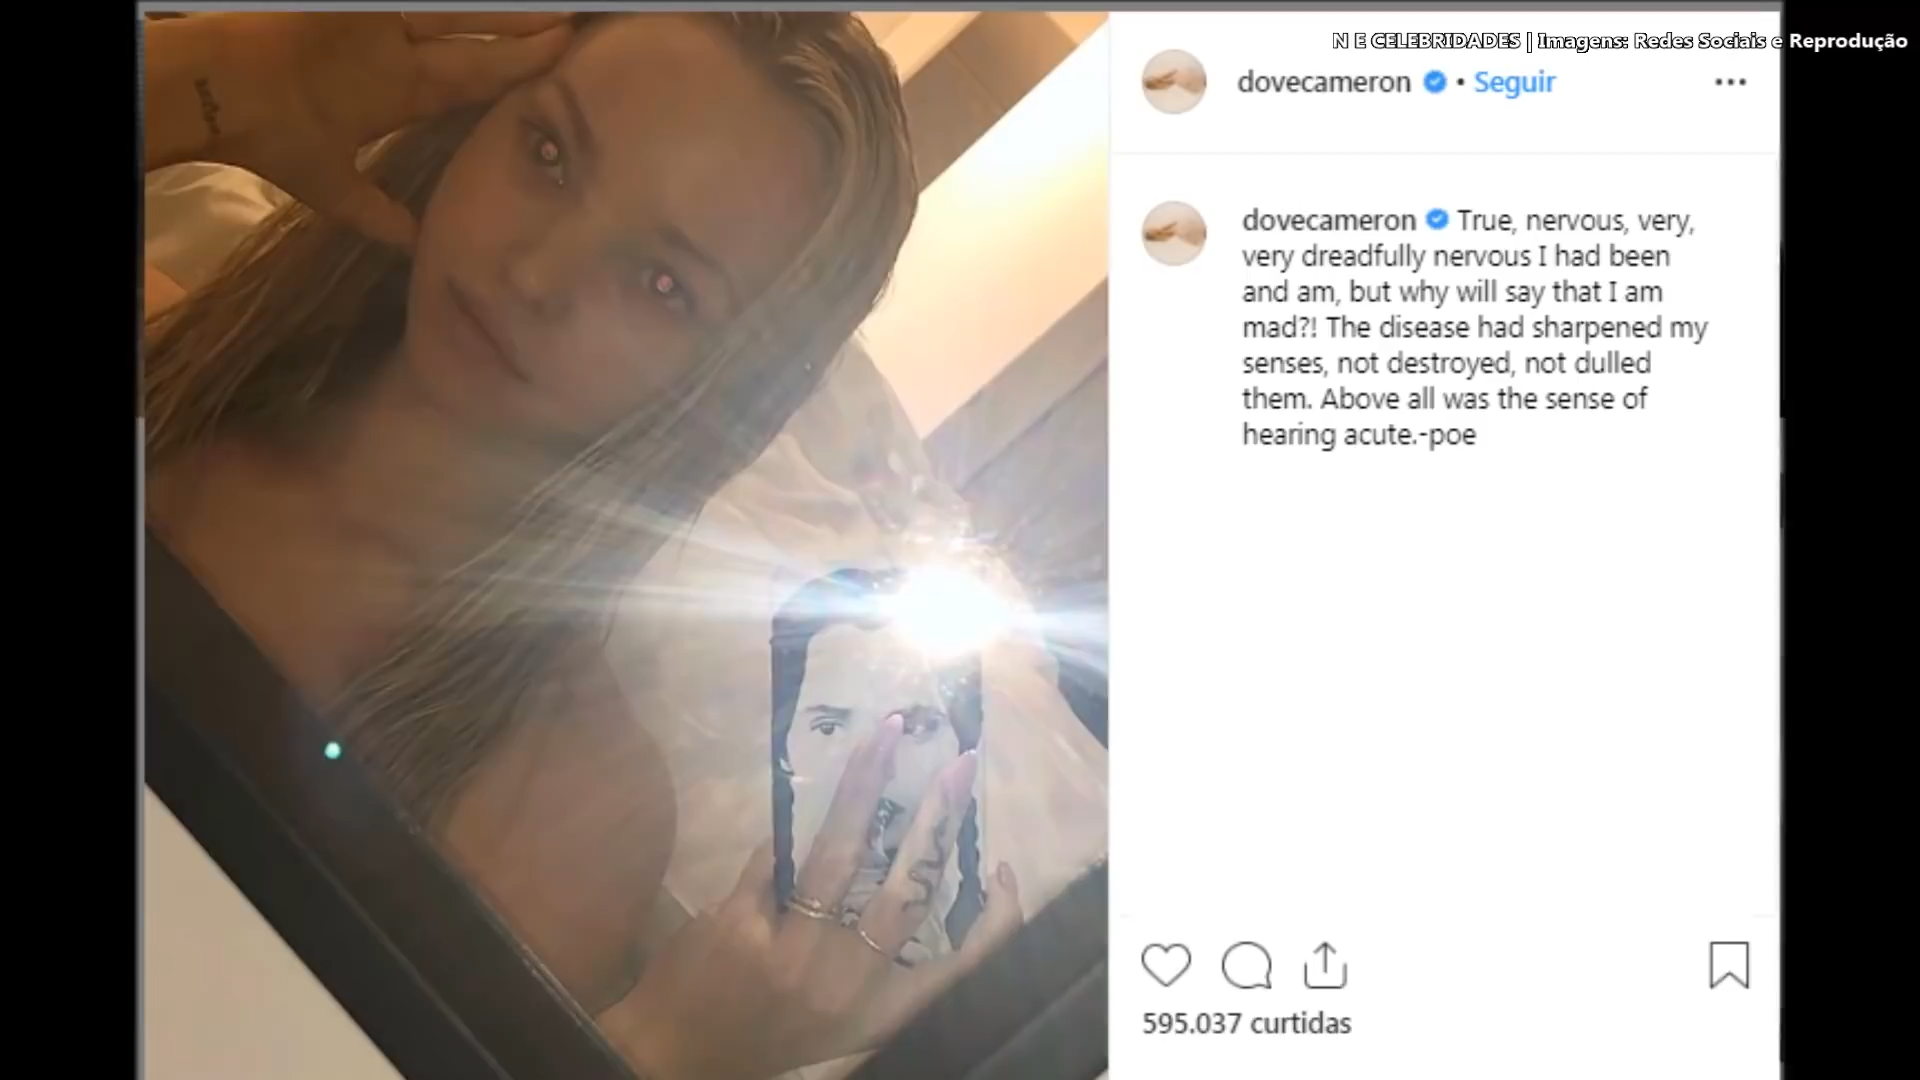 N E CELEBRIDADES | Imagens: Redes Sociais e Reprodução
dovecameron • Seguir
dovecameron True, nervous, very,
very dreadfully nervous I had been
and am, but why will say that I am
mad?! The disease had sharpened my
senses, not destroyed, not dulled
them. Above all was the sense of
hearing acute.-poe
595.037 curtidas